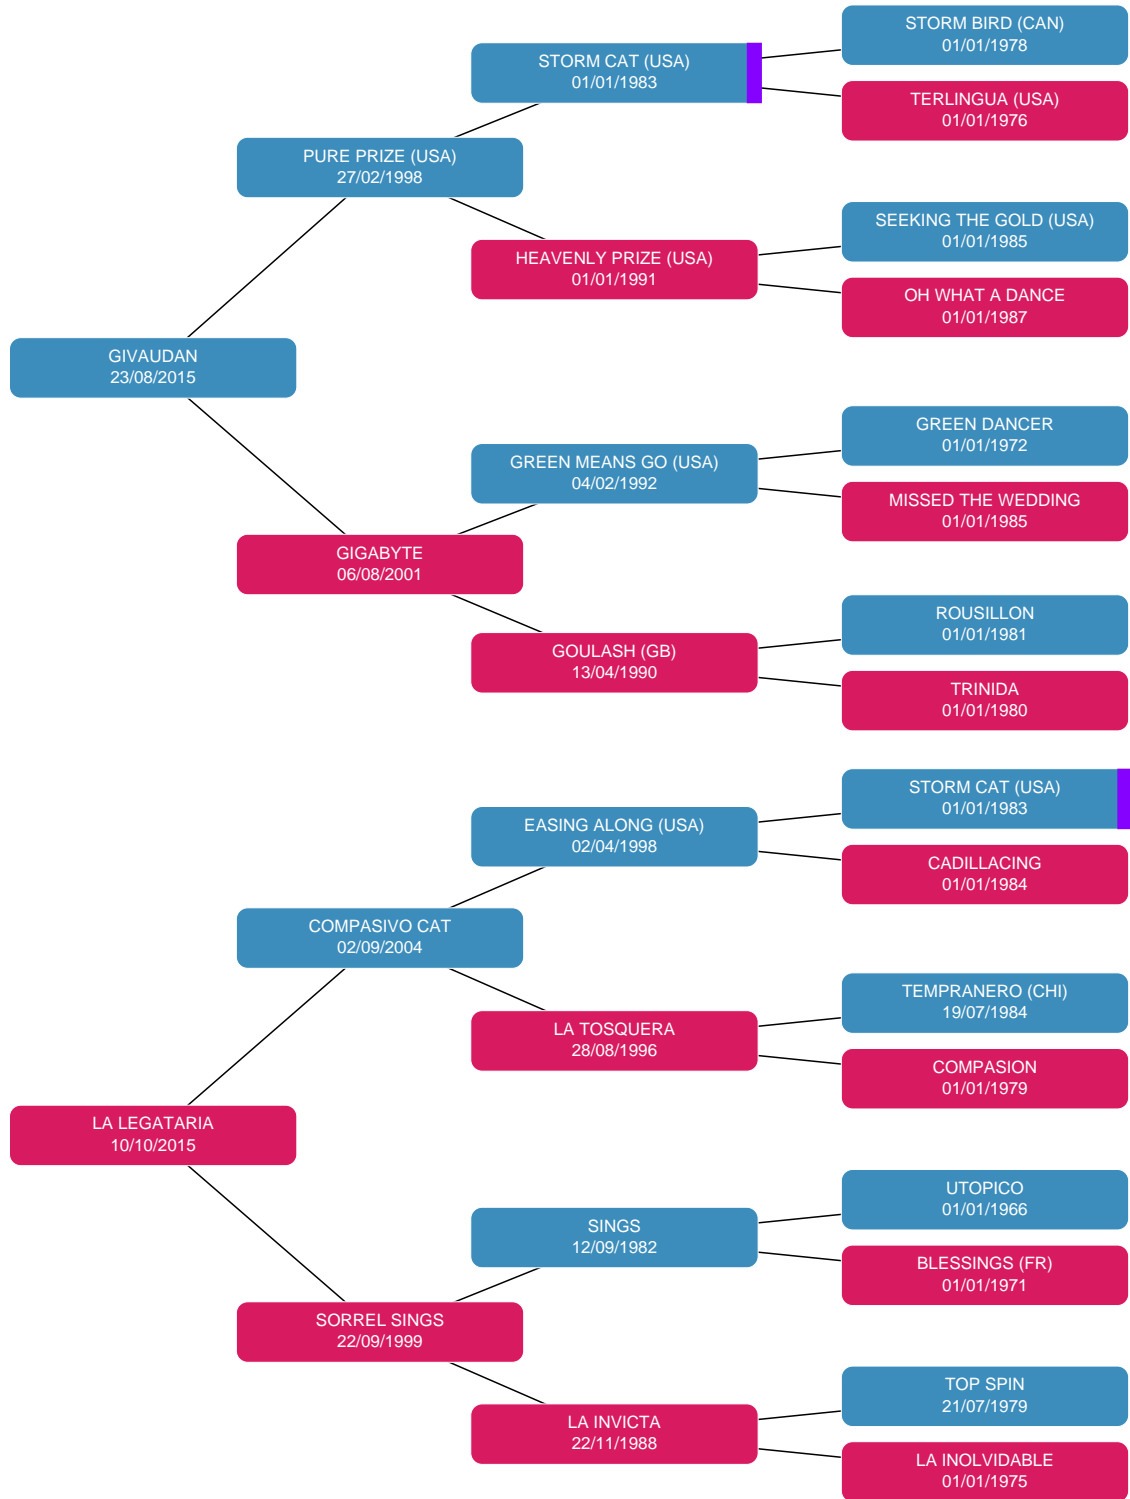 STORM BIRD (CAN)
01/01/1978
STORM CAT (USA)
01/01/1983
TERLINGUA (USA)
01/01/1976
PURE PRIZE (USA)
27/02/1998
SEEKING THE GOLD (USA)
01/01/1985
HEAVENLY PRIZE (USA)
01/01/1991
OH WHAT A DANCE
01/01/1987
GIVAUDAN
23/08/2015
GREEN DANCER
01/01/1972
GREEN MEANS GO (USA)
04/02/1992
MISSED THE WEDDING
01/01/1985
GIGABYTE
06/08/2001
ROUSILLON
01/01/1981
GOULASH (GB)
13/04/1990
TRINIDA
01/01/1980
STORM CAT (USA)
01/01/1983
EASING ALONG (USA)
02/04/1998
CADILLACING
01/01/1984
COMPASIVO CAT
02/09/2004
TEMPRANERO (CHI)
19/07/1984
LA TOSQUERA
28/08/1996
COMPASION
01/01/1979
LA LEGATARIA
10/10/2015
UTOPICO
01/01/1966
SINGS
12/09/1982
BLESSINGS (FR)
01/01/1971
SORREL SINGS
22/09/1999
TOP SPIN
21/07/1979
LA INVICTA
22/11/1988
LA INOLVIDABLE
01/01/1975